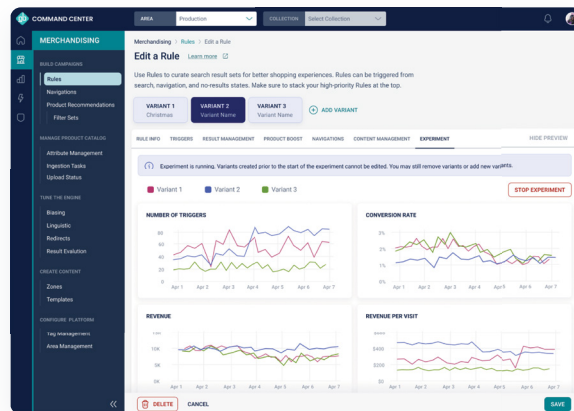 COMMAND CENTER
AREA
Production
COLLECTION
Select Collection
MERCHANDISING
BUILD CAMPAIGNS
Rules
Navigations
Product Recommendations
Filter Sets
MANAGE PRODUCT CATALOG
Attribute Management
Ingestion Tasks
Upload Status
TUNE THE ENGINE
Biasing
Linguistic
Redirects
Result Evalution
CREATE CONTENT
Zones
Templates
CONFIGURE PLATFORM
Tag Management
Area Management
Merchandising > Rules > Edit a Rule
Edit a Rule Learn more
Use Rules to curate search result sets for better shopping experiences. Rules can be triggered from
search, navigation, and no-results states. Make sure to stack your high-priority Rules at the top.
VARIANT 1
Christmas
VARIANT 2
Variant Name
VARIANT 3
Variant Name
ADD VARIANT
RULE INFO TRIGGERS RESULT MANAGEMENT PRODUCT BOOST NAVIGATIONS CONTENT MANAGEMENT EXPERIMENT HIDE PREVIEW
Experiment is running. Variants created prior to the start of the experiment cannot be edited. You may still remove variants or add new variants.
Variant 1 Variant 2 Variant 3
STOP EXPERIMENT
NUMBER OF TRIGGERS
80
60
40
20
0
Apr 1 Apr 2 Apr 3 Apr 4 Apr 5 Apr 6 Apr 7
CONVERSION RATE
2%
1%
0%
Apr 1 Apr 2 Apr 3 Apr 4 Apr 5 Apr 6 Apr 7
REVENUE
10K
5K
Apr 1 Apr 2 Apr 3 Apr 4 Apr 5 Apr 6 Apr 7
REVENUE PER VISIT
$400
$200
$0
Apr 1 Apr 2 Apr 3 Apr 4 Apr 5 Apr 6 Apr 7
DELETE
CANCEL
SAVE